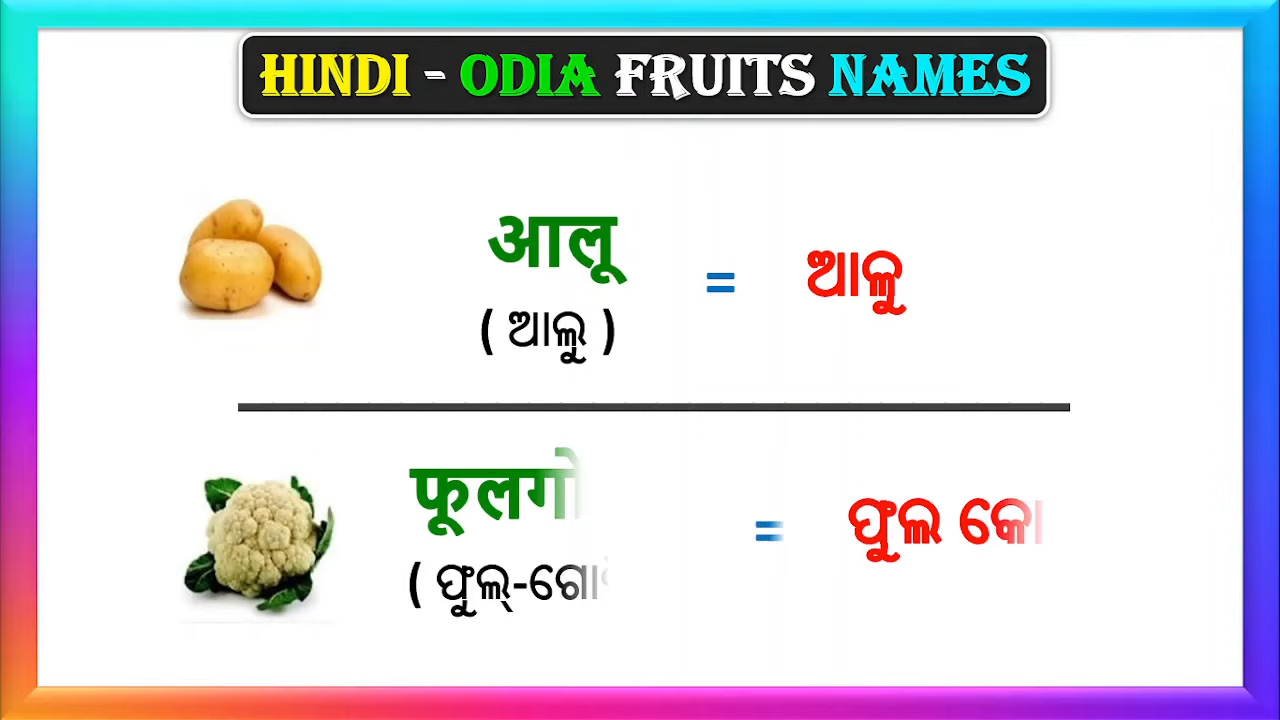 HINDI - ODIA FRUITS NAMES
आलू = ଆଳୁ
( ଆଲୁ )
=
ଫୁଲ